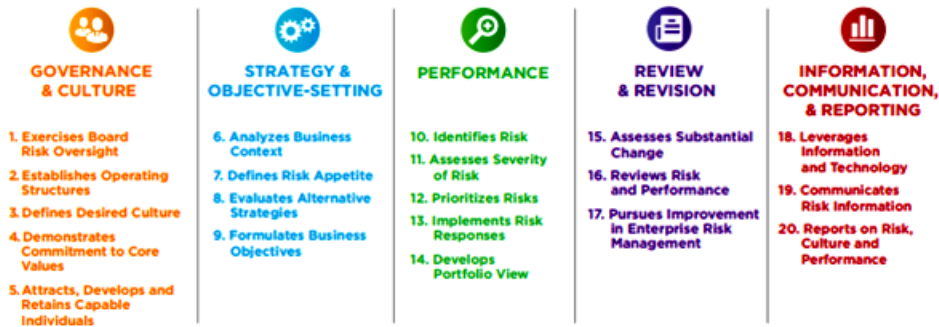 GOVERNANCE
& CULTURE
1. Exercises Board
Risk Oversight
2. Establishes Operating
Structures
3. Defines Desired Culture
4. Demonstrates
Commitment to Core
Values
5. Attracts, Develops and
Retains Capable
Individuals
STRATEGY &
OBJECTIVE-SETTING
6. Analyzes Business
Context
7. Defines Risk Appetite
8. Evaluates Alternative
Strategies
9. Formulates Business
Objectives
PERFORMANCE
10. Identifies Risk
11. Assesses Severity
of Risk
12. Prioritizes Risks
13. Implements Risk
Responses
14. Develops
Portfolio View
REVIEW
& REVISION
15. Assesses Substantial
Change
16. Reviews Risk
and Performance
17. Pursues Improvement
in Enterprise Risk
Management
INFORMATION,
COMMUNICATION,
& REPORTING
18. Leverages
Information
and Technology
19. Communicates
Risk Information
20. Reports on Risk,
Culture and
Performance